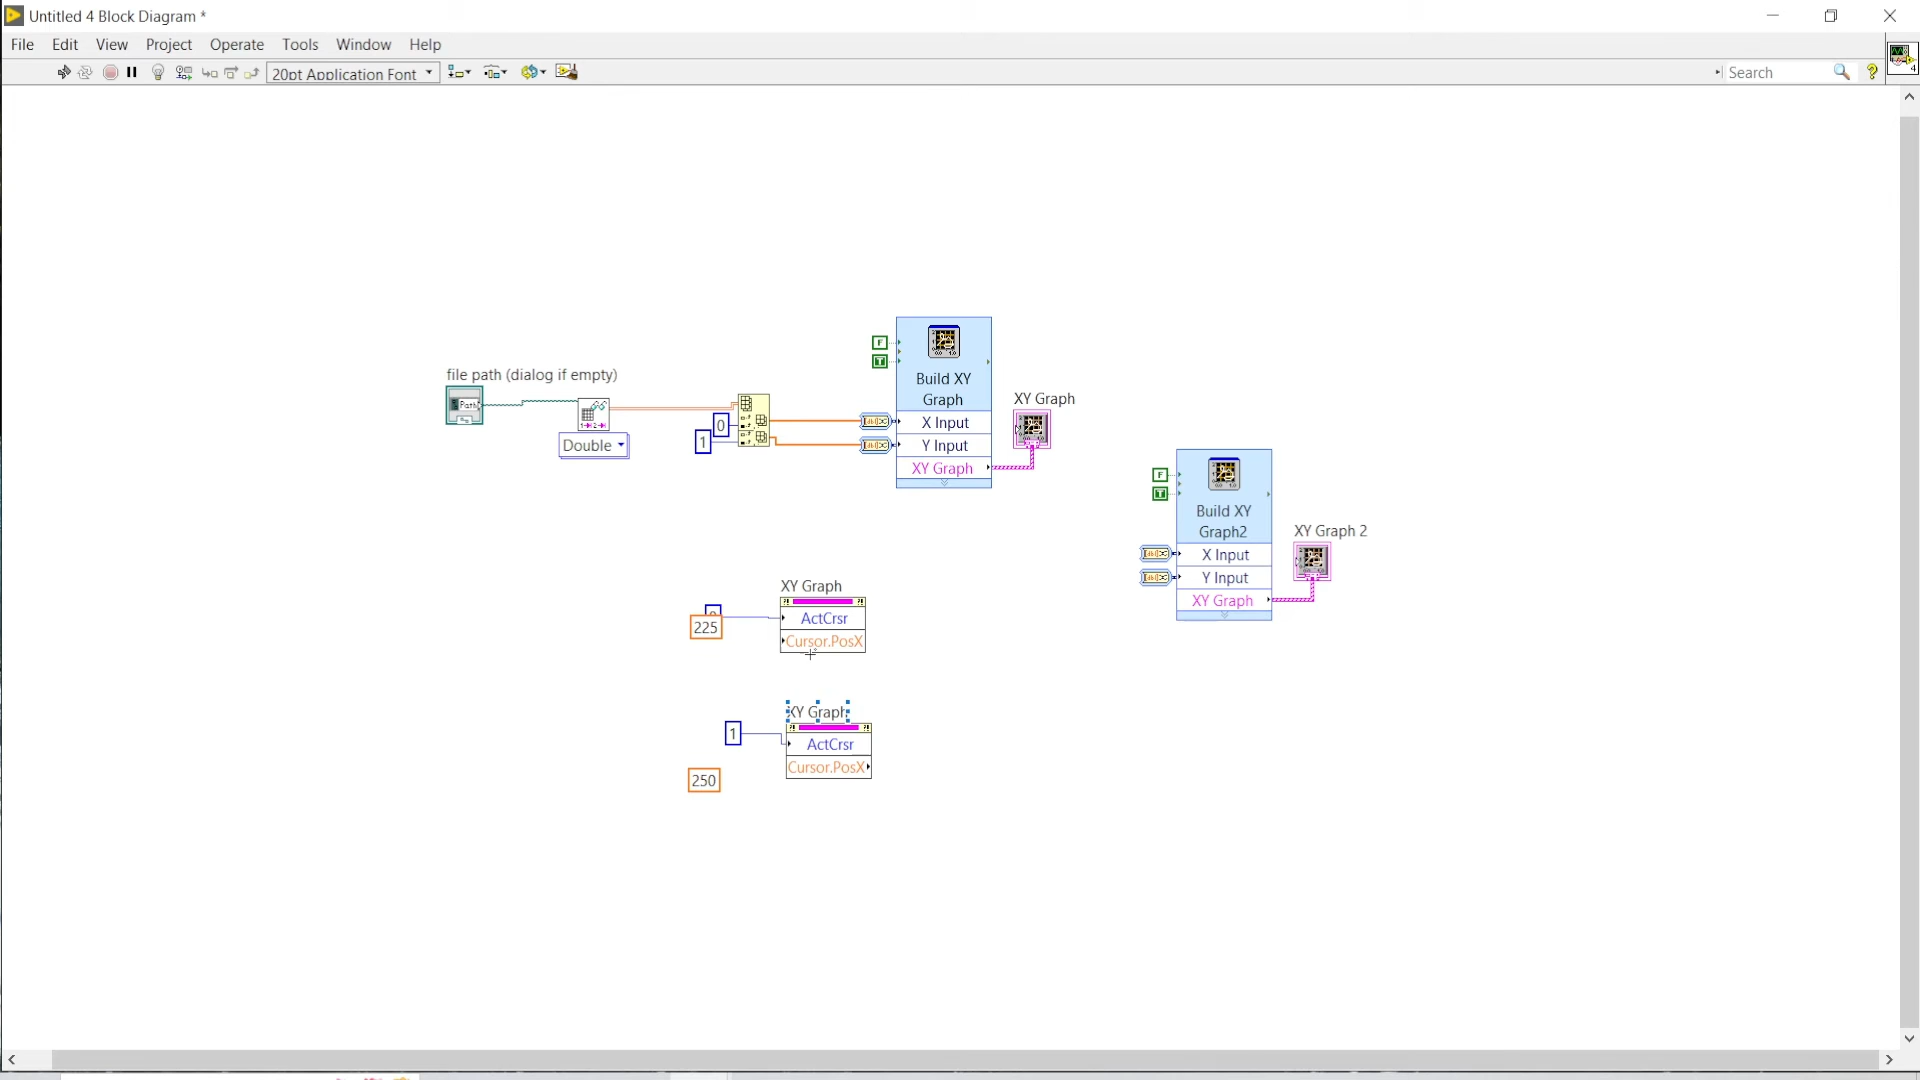 Untitled 4 Block Diagram *
File Edit View Project Operate Tools Window Help
20pt Application Font
Search
4
file path (dialog if empty)
Path
Double
0
1
F
T
Build XY
Graph
X Input
Y Input
XY Graph
XY Graph
F
T
Build XY
Graph2
X Input
Y Input
XY Graph
XY Graph 2
XY Graph
225
ActCrsr
Cursor.PosX
XY Graph
1
ActCrsr
Cursor.PosX
250